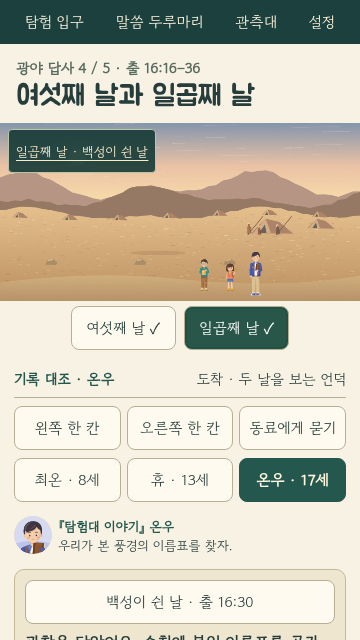 탐험 입구 말씀 두루마리 관측대 설정
광야 답사 4 / 5 · 출 16:16–36
여섯째 날과 일곱째 날
일곱째 날 · 백성이 쉰 날
여섯째 날 ✓ 일곱째 날 ✓
기록 대조 · 온우 도착 · 두 날을 보는 언덕
왼쪽 한 칸 오른쪽 한 칸 동료에게 묻기
최온 · 8세 휴 · 13세 온우 · 17세
『탐험대 이야기』 온우
우리가 본 풍경의 이름표를 찾자.
백성이 쉰 날 · 출 16:30